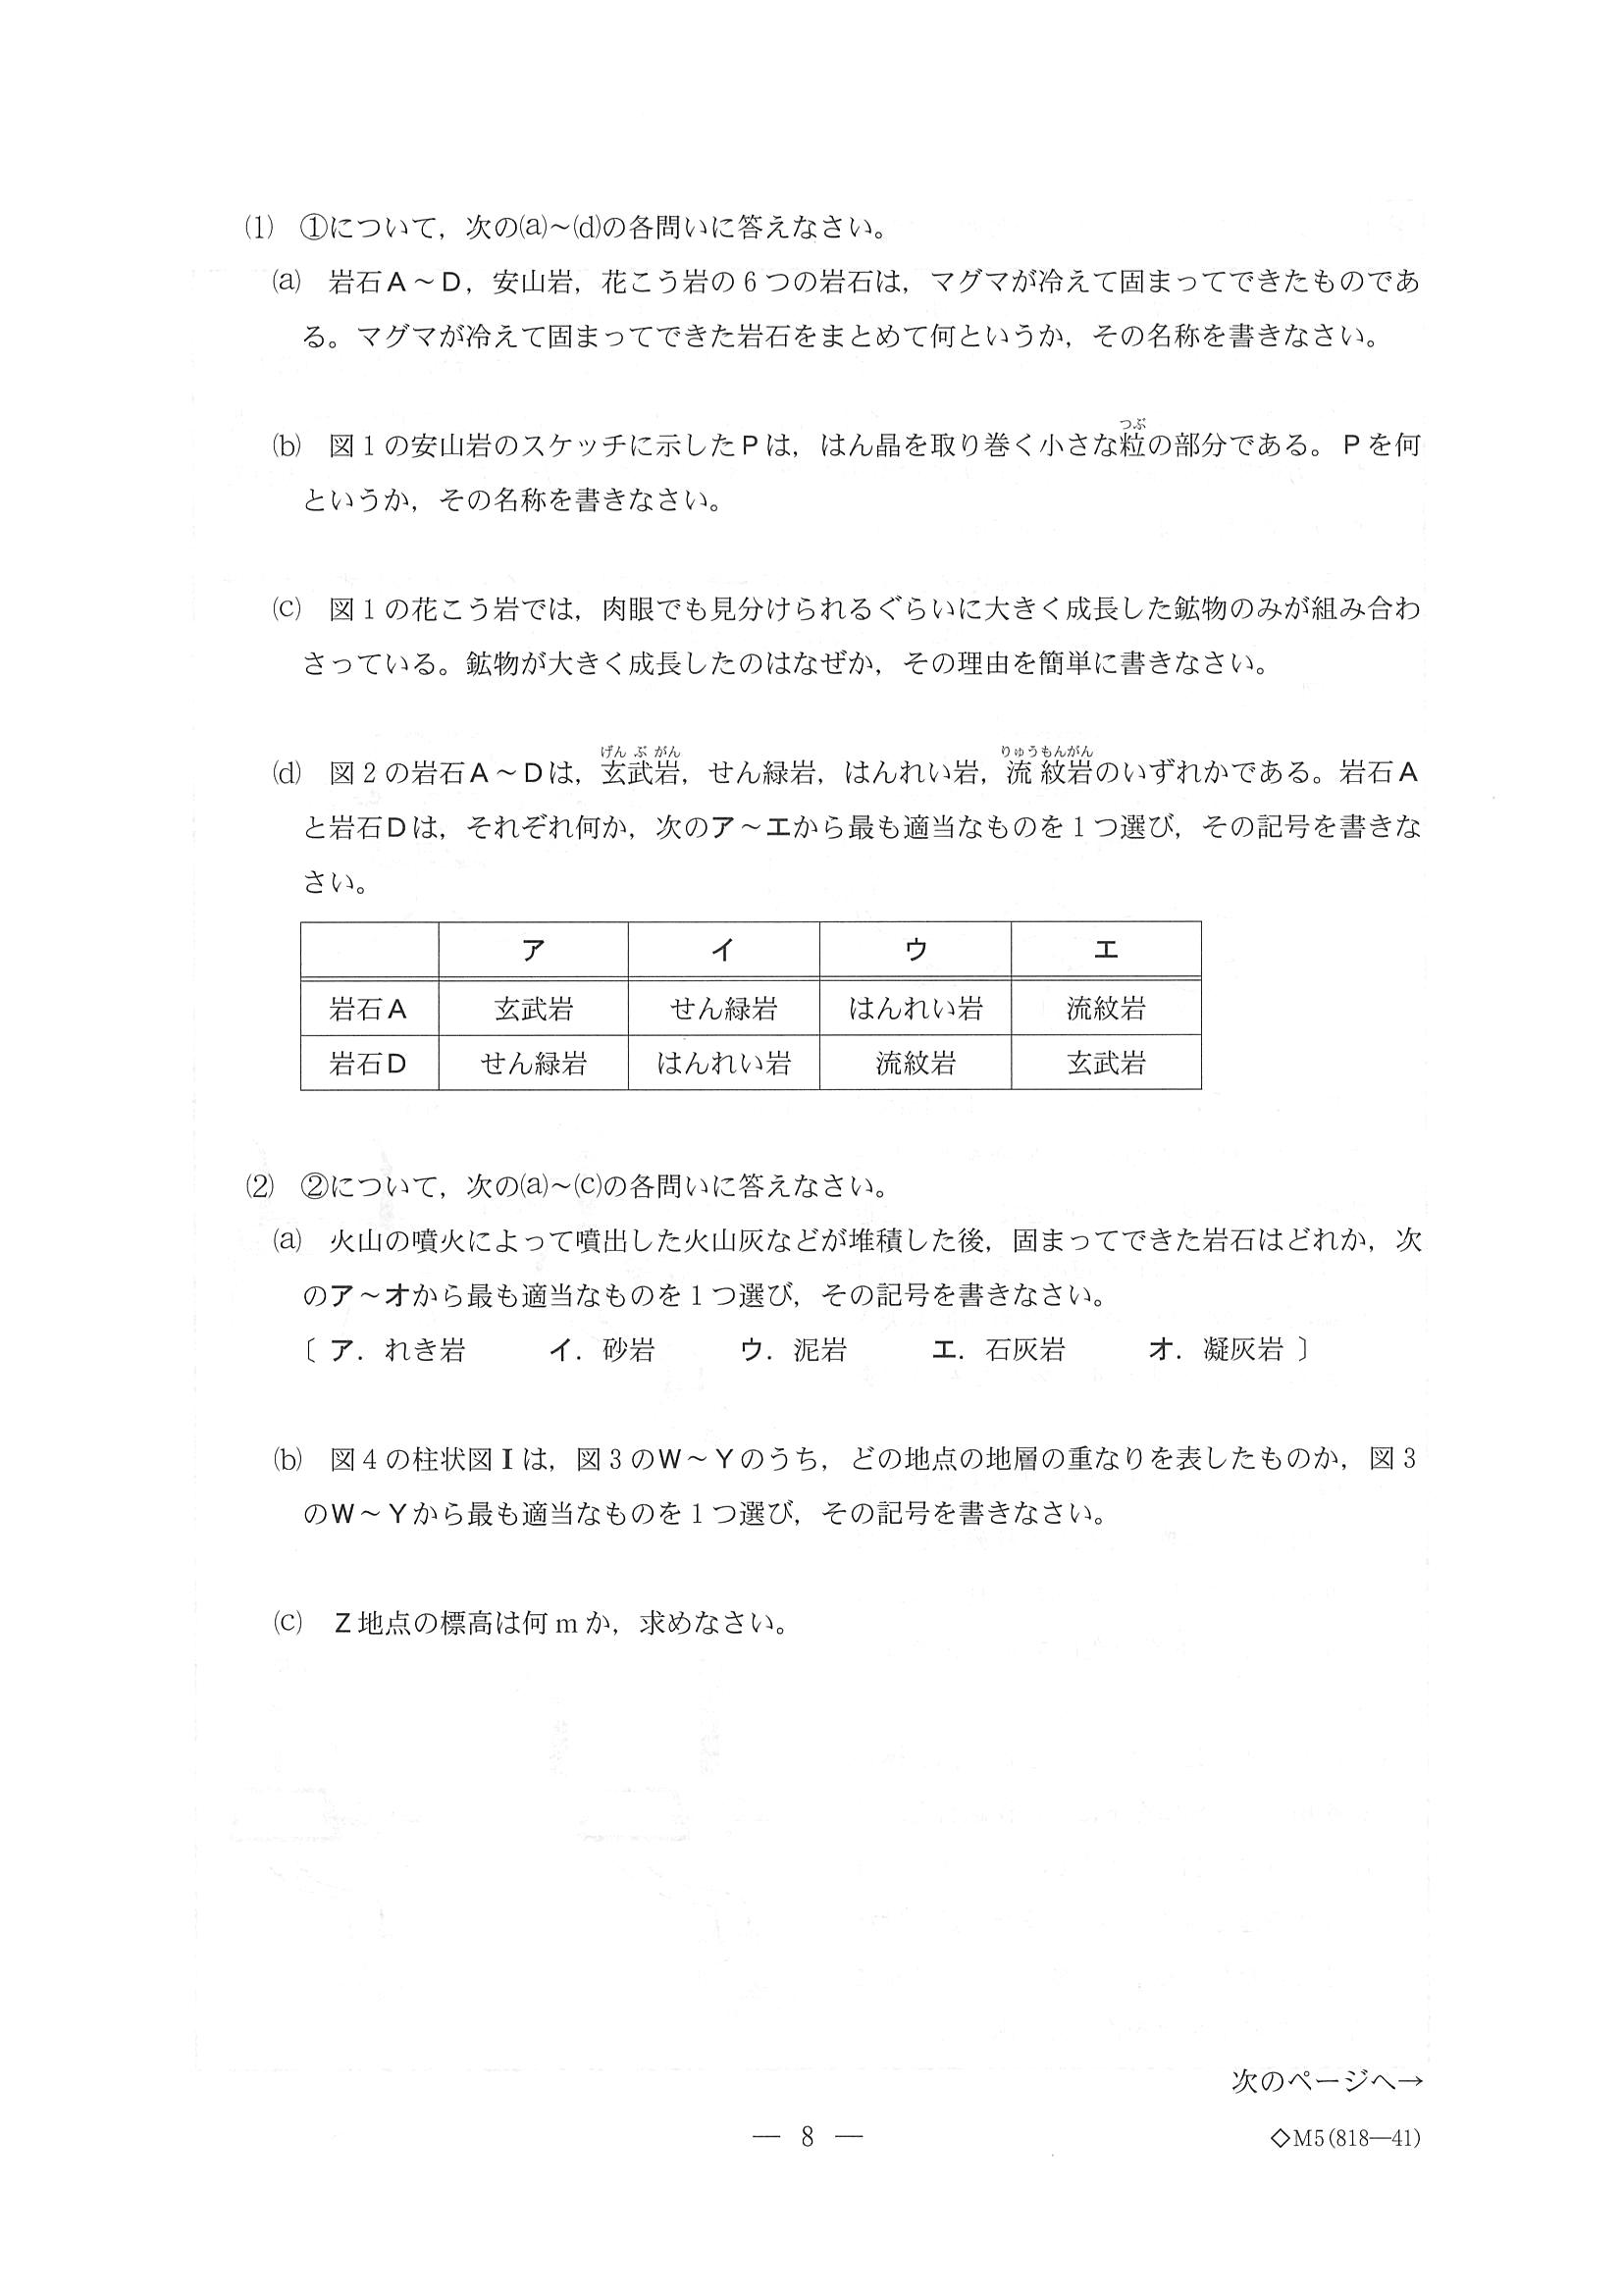 ⑴　①について，次の⒜～⒟の各問いに答えなさい。
⒜　岩石Ａ～Ｄ，安山岩，花こう岩の6つの岩石は，マグマが冷えて固まってできたものであ
る。マグマが冷えて固まってできた岩石をまとめて何というか，その名称を書きなさい。
つぶ
⒝　図1の安山岩のスケッチに示したＰは，はん晶を取り巻く小さな粒の部分である。Ｐを何
というか，その名称を書きなさい。
⒞　図1の花こう岩では，肉眼でも見分けられるぐらいに大きく成長した鉱物のみが組み合わ
さっている。鉱物が大きく成長したのはなぜか，その理由を簡単に書きなさい。
げんぶがん　りゅうもんがん
⒟　図2の岩石Ａ～Ｄは，玄武岩，せん緑岩，はんれい岩，流紋岩のいずれかである。岩石Ａ
と岩石Ｄは，それぞれ何か，次のア～エから最も適当なものを1つ選び，その記号を書きな
さい。
ア　イ　ウ　エ
岩石Ａ　玄武岩　せん緑岩　はんれい岩　流紋岩
岩石Ｄ　せん緑岩　はんれい岩　流紋岩　玄武岩
⑵　②について，次の⒜～⒞の各問いに答えなさい。
⒜　火山の噴火によって噴出した火山灰などが堆積した後，固まってできた岩石はどれか，次
のア～オから最も適当なものを1つ選び，その記号を書きなさい。
〔 ア．れき岩　イ．砂岩　ウ．泥岩　エ．石灰岩　オ．凝灰岩 〕
⒝　図4の柱状図Ⅰは，図3のＷ～Ｙのうち，どの地点の地層の重なりを表したものか，図3
のＷ～Ｙから最も適当なものを1つ選び，その記号を書きなさい。
⒞　Ｚ地点の標高は何ｍか，求めなさい。
次のページへ→
― 8 ―
◇M5(818―41)